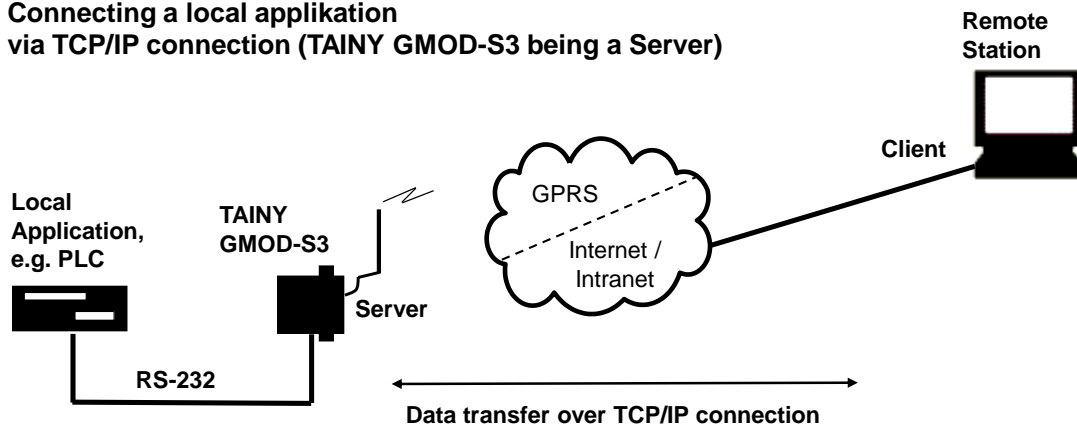 Connecting a local applikation
via TCP/IP connection (TAINY GMOD-S3 being a Server)
Remote
Station
Client
GPRS
Internet /
Intranet
Local
Application,
e.g. PLC
TAINY
GMOD-S3
Server
RS-232
Data transfer over TCP/IP connection